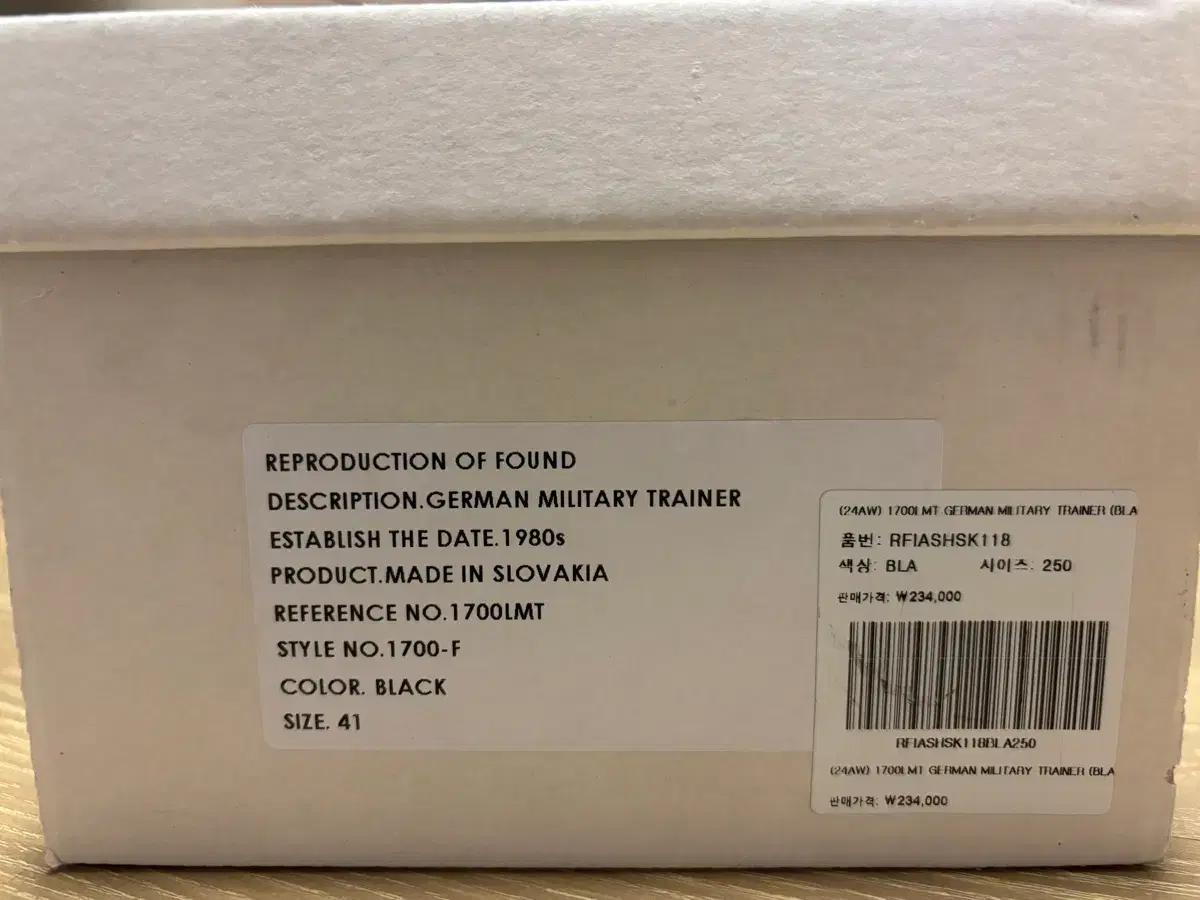 REPRODUCTION OF FOUND
DESCRIPTION.GERMAN MILITARY TRAINER
ESTABLISH THE DATE.1980s
PRODUCT.MADE IN SLOVAKIA
REFERENCE NO.1700LMT
STYLE NO.1700-F
COLOR. BLACK
SIZE. 41
(24AW) 1700LMT GERMAN MILITARY TRAINER (BLA
품번: RFIASHSK118
색상: BLA 사이즈: 250
판매가격: ₩234,000
RFIASHSK118BLA250
(24AW) 1700LMT GERMAN MILITARY TRAINER (BLA
판매가격: ₩234,000